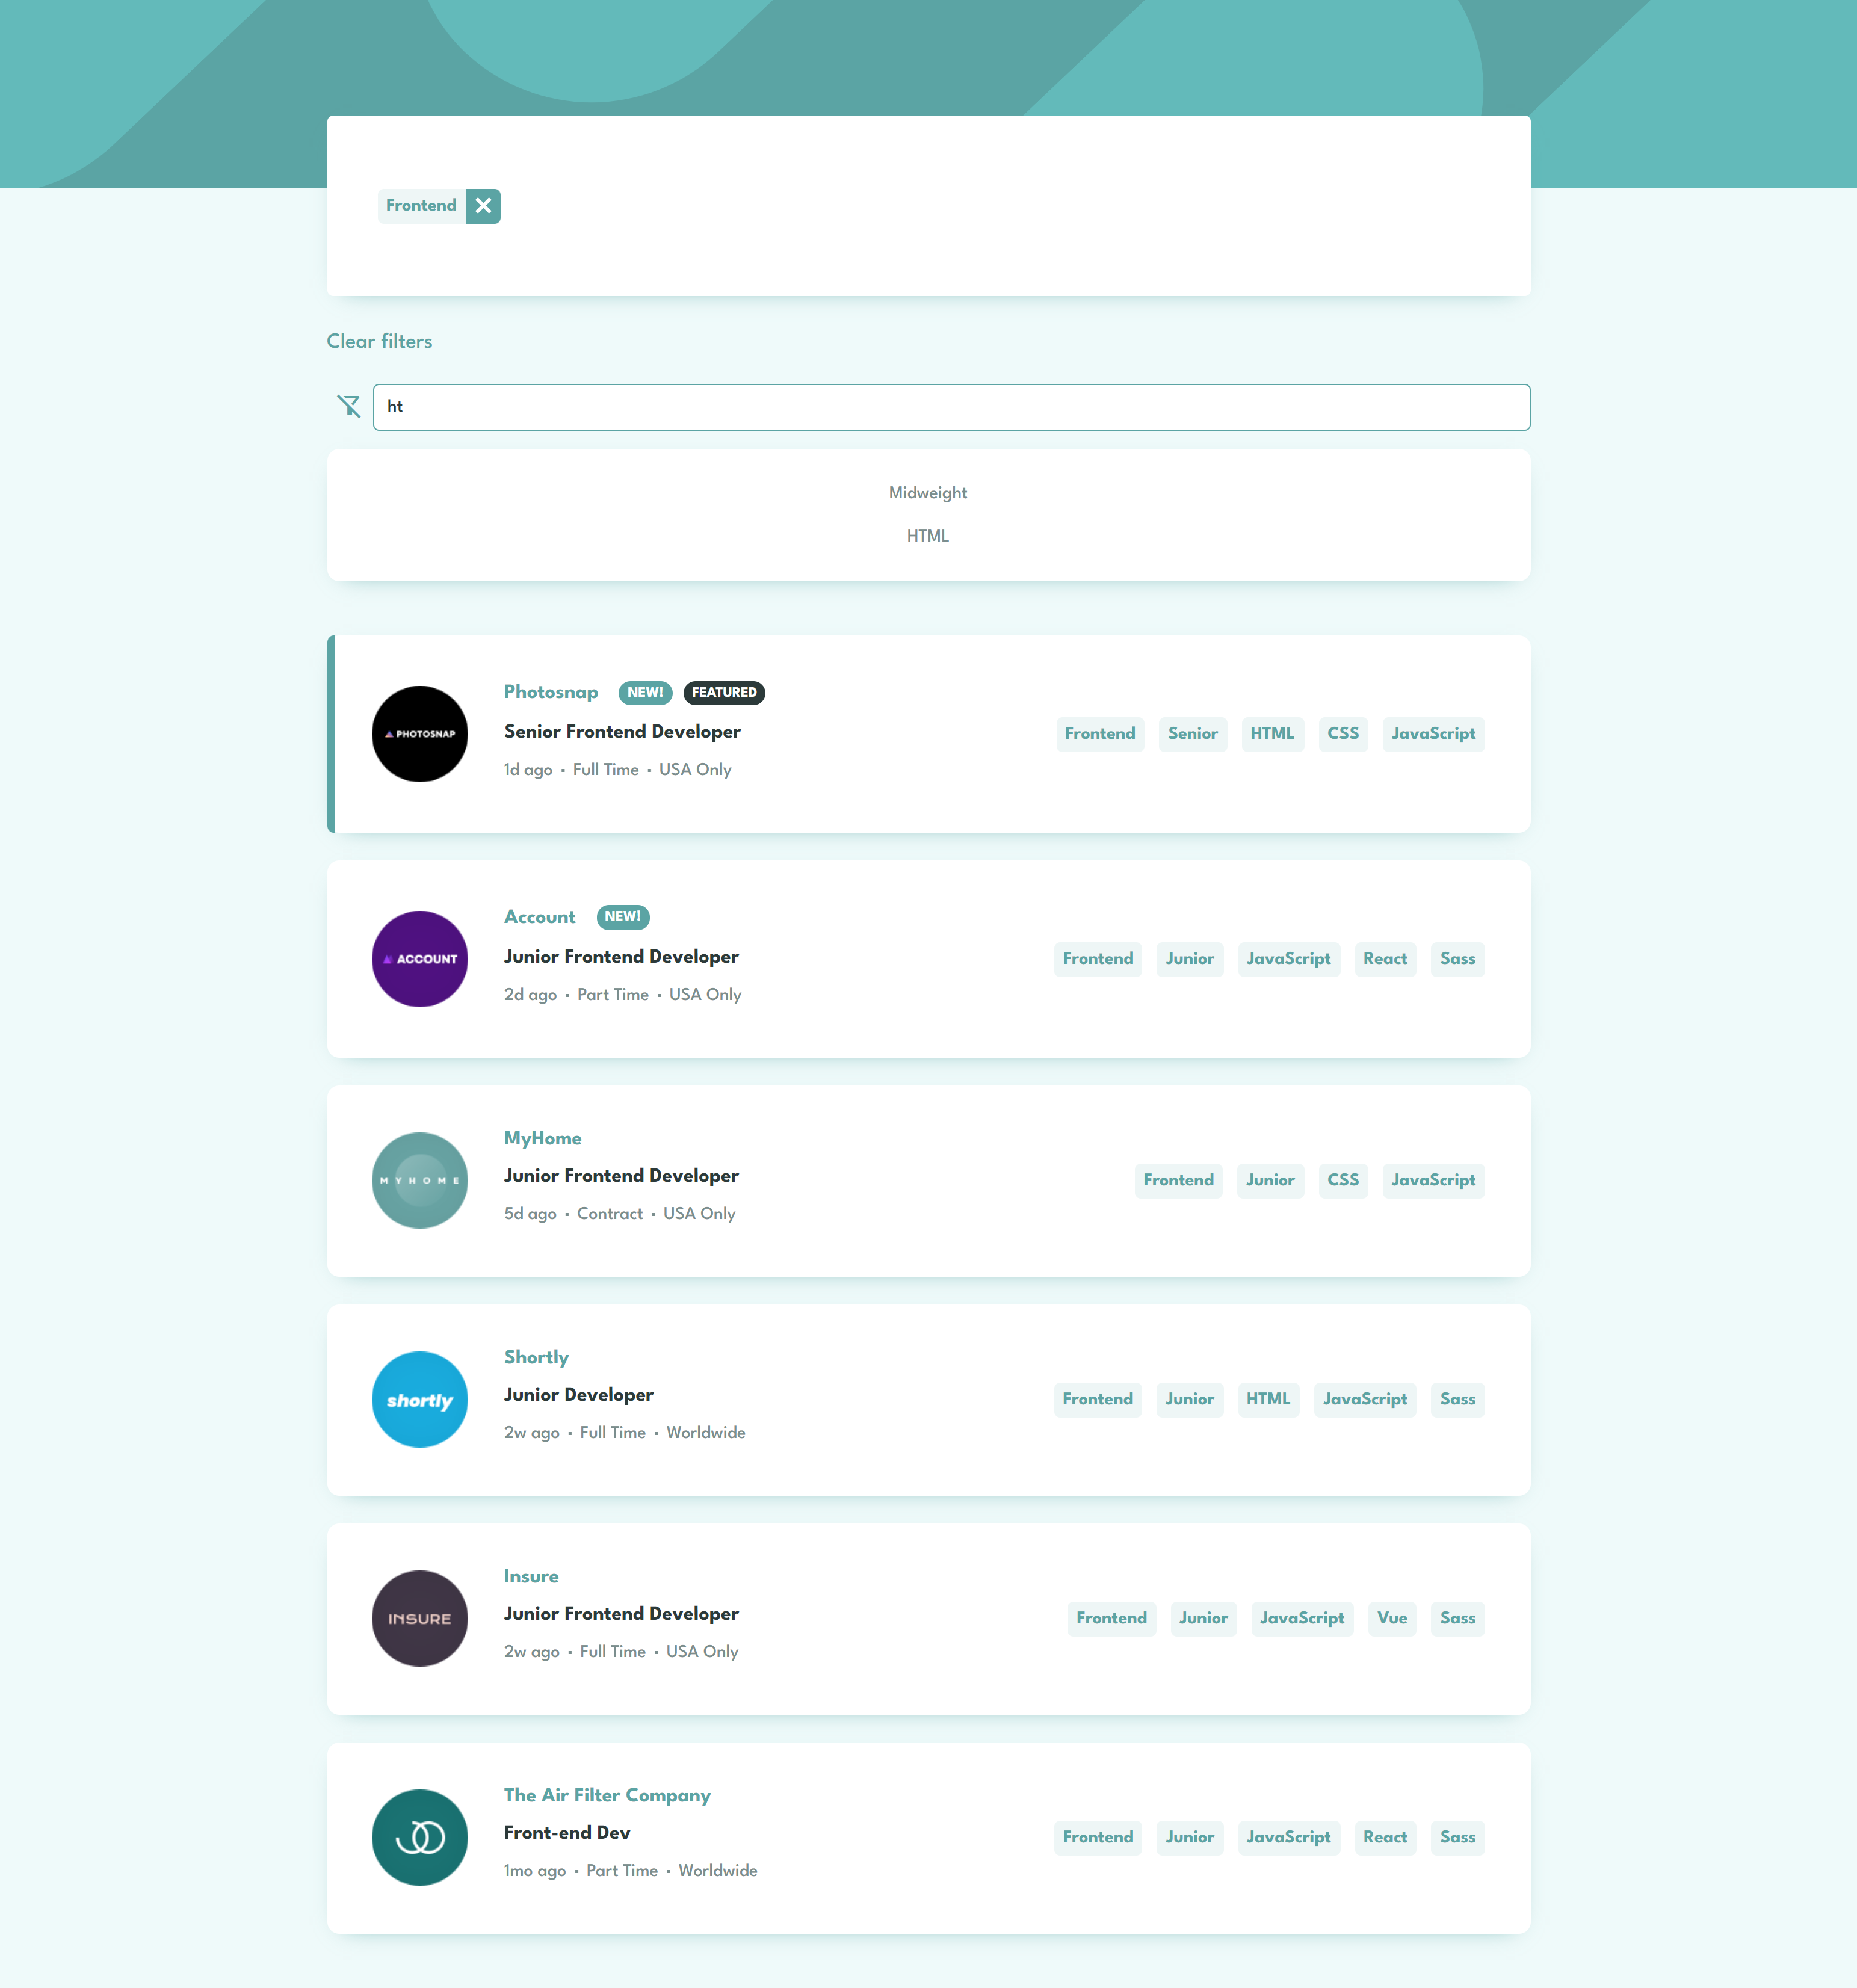 Frontend
Clear filters
ht
Midweight
HTML
PHOTOSNAP
Photosnap NEW! FEATURED
Senior Frontend Developer
1d ago • Full Time • USA Only
Frontend Senior HTML CSS JavaScript
ACCOUNT
Account NEW!
Junior Frontend Developer
2d ago • Part Time • USA Only
Frontend Junior JavaScript React Sass
MYHOME
MyHome
Junior Frontend Developer
5d ago • Contract • USA Only
Frontend Junior CSS JavaScript
shortly
Shortly
Junior Developer
2w ago • Full Time • Worldwide
Frontend Junior HTML JavaScript Sass
INSURE
Insure
Junior Frontend Developer
2w ago • Full Time • USA Only
Frontend Junior JavaScript Vue Sass
The Air Filter Company
Front-end Dev
1mo ago • Part Time • Worldwide
Frontend Junior JavaScript React Sass